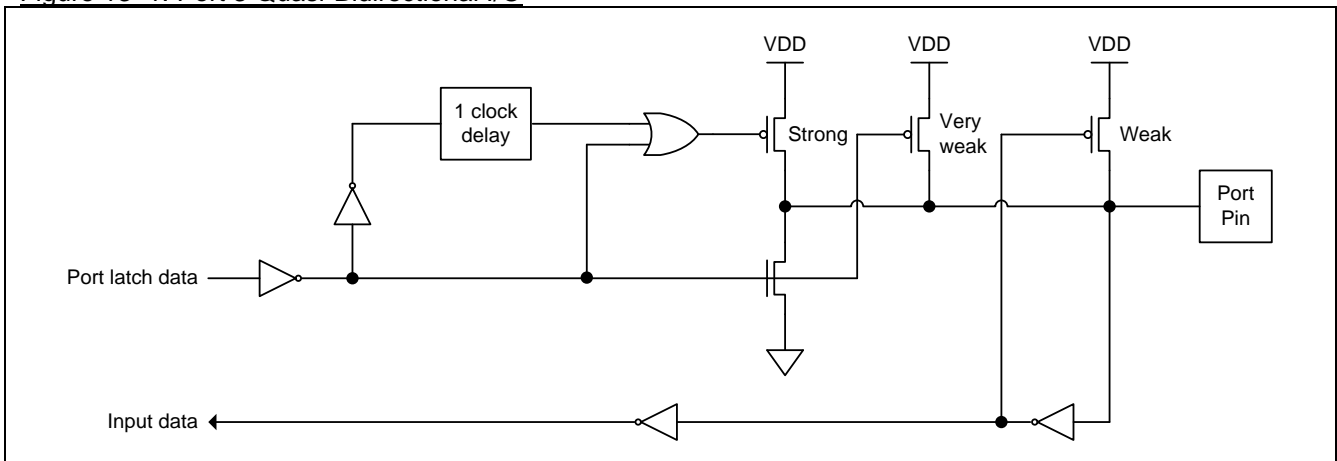 VDD
VDD
VDD
1 clock
delay
Strong
Very
weak
Weak
Port
Pin
Port latch data
Input data